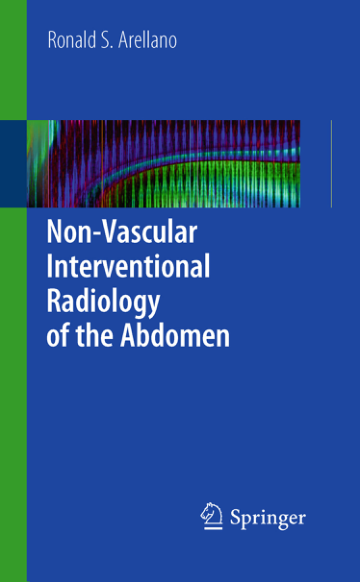 Ronald S. Arellano
Non-Vascular
Interventional
Radiology
of the Abdomen
Springer